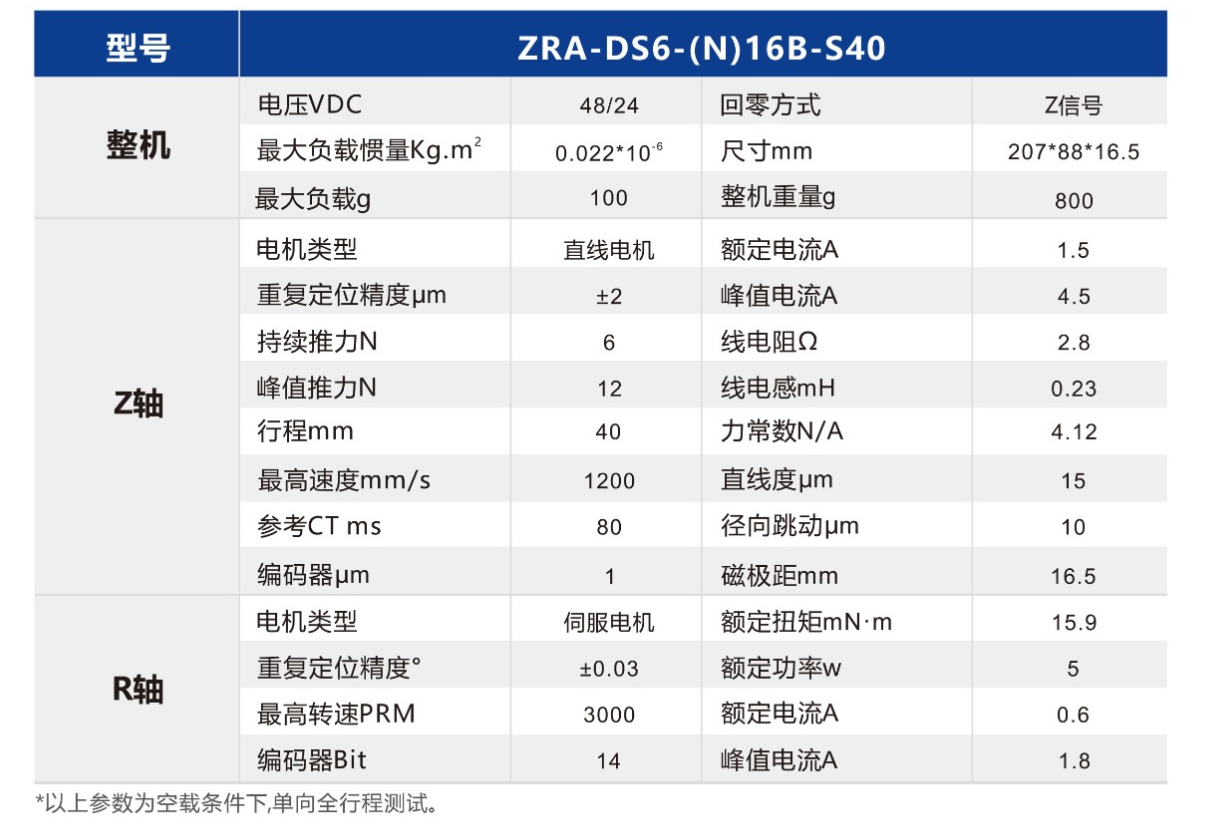 型号 ZRA-DS6-(N)16B-S40
整机
电压VDC 48/24 回零方式 Z信号
最大负载惯量Kg.m² 0.022*10⁻⁶ 尺寸mm 207*88*16.5
最大负载g 100 整机重量g 800
Z轴
电机类型 直线电机 额定电流A 1.5
重复定位精度μm ±2 峰值电流A 4.5
持续推力N 6 线电阻Ω 2.8
峰值推力N 12 线电感mH 0.23
行程mm 40 力常数N/A 4.12
最高速度mm/s 1200 直线度μm 15
参考CT ms 80 径向跳动μm 10
编码器μm 1 磁极距mm 16.5
R轴
电机类型 伺服电机 额定扭矩mN·m 15.9
重复定位精度° ±0.03 额定功率w 5
最高转速PRM 3000 额定电流A 0.6
编码器Bit 14 峰值电流A 1.8
*以上参数为空载条件下,单向全行程测试。